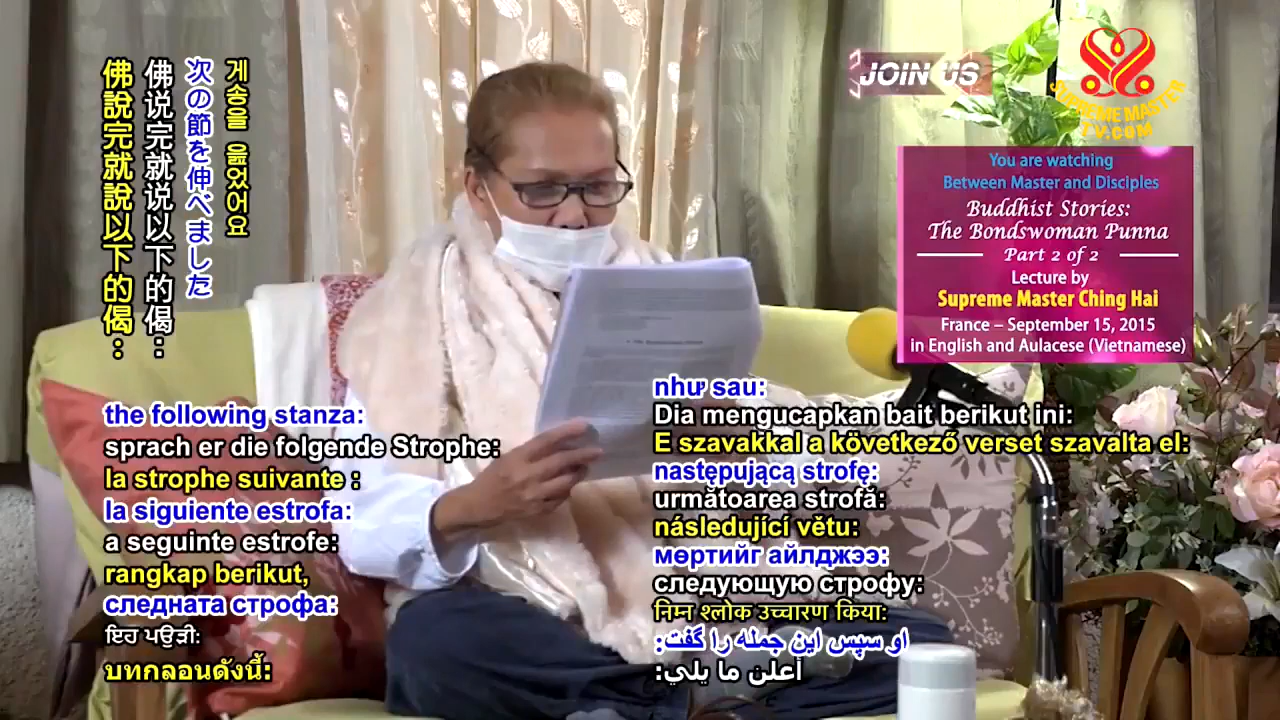 게송을 읊었어요
次の節を伸べました
佛说完就说以下的偈：
佛說完就說以下的偈：
JOIN US
SUPREME MASTER
TV.COM
You are watching
Between Master and Disciples
Buddhist Stories:
The Bondswoman Punna
Part 2 of 2
Lecture by
Supreme Master Ching Hai
France – September 15, 2015
in English and Aulacese (Vietnamese)
the following stanza:
sprach er die folgende Strophe:
la strophe suivante :
la siguiente estrofa:
a seguinte estrofe:
rangkap berikut,
следната строфа:
ਇਹ ਪਉੜੀ:
บทกลอนดังนี้:
như sau:
Dia mengucapkan bait berikut ini:
E szavakkal a következő verset szavalta el:
następującą strofę:
următoarea strofă:
následující větu:
мөртийг айлджээ:
следующую строфу:
निम्न श्लोक उच्चारण किया:
او سپس این جمله را گفت:
أعلن ما يلي: